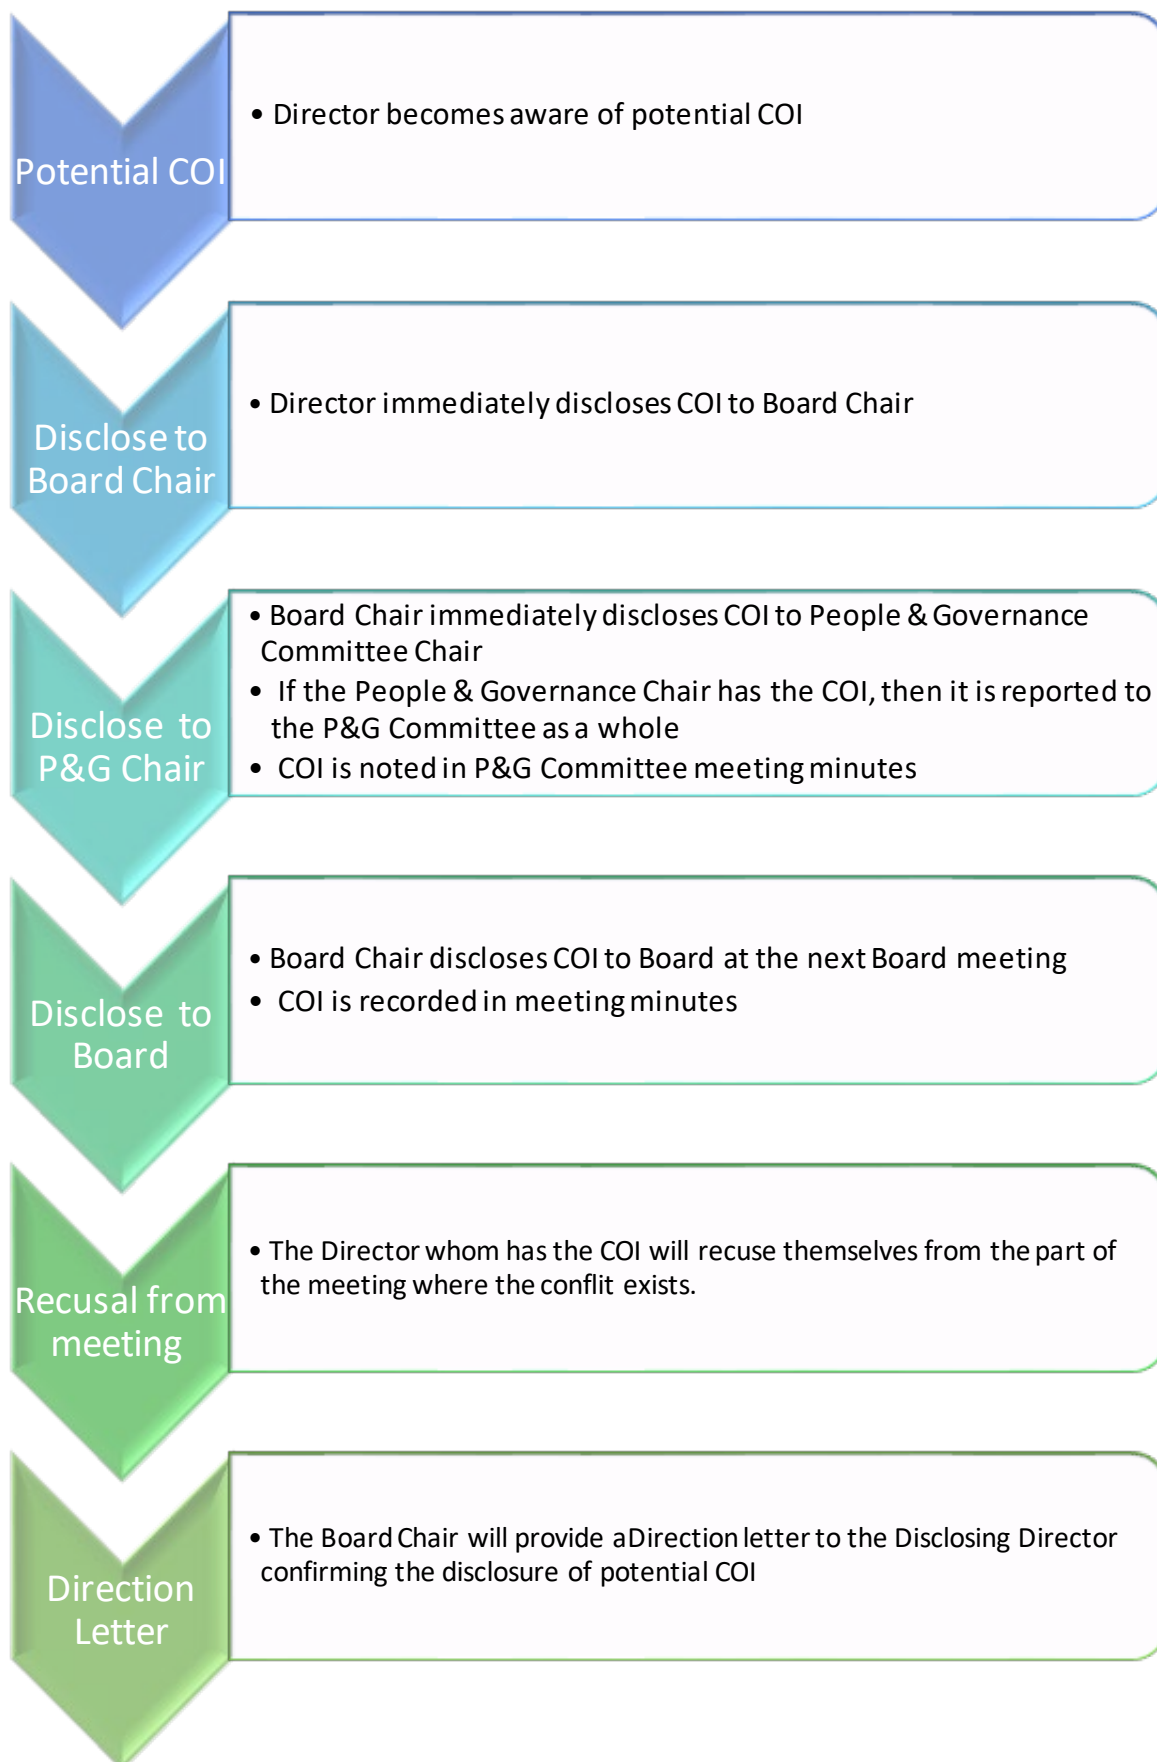 Potential COI
• Director becomes aware of potential COI
Disclose to
Board Chair
• Director immediately discloses COI to Board Chair
Disclose to
P&G Chair
• Board Chair immediately discloses COI to People & Governance
Committee Chair
• If the People & Governance Chair has the COI, then it is reported to
the P&G Committee as a whole
• COI is noted in P&G Committee meeting minutes
Disclose to
Board
• Board Chair discloses COI to Board at the next Board meeting
• COI is recorded in meeting minutes
Recusal from
meeting
• The Director whom has the COI will recuse themselves from the part of
the meeting where the conflit exists.
Direction
Letter
• The Board Chair will provide aDirection letter to the Disclosing Director
confirming the disclosure of potential COI